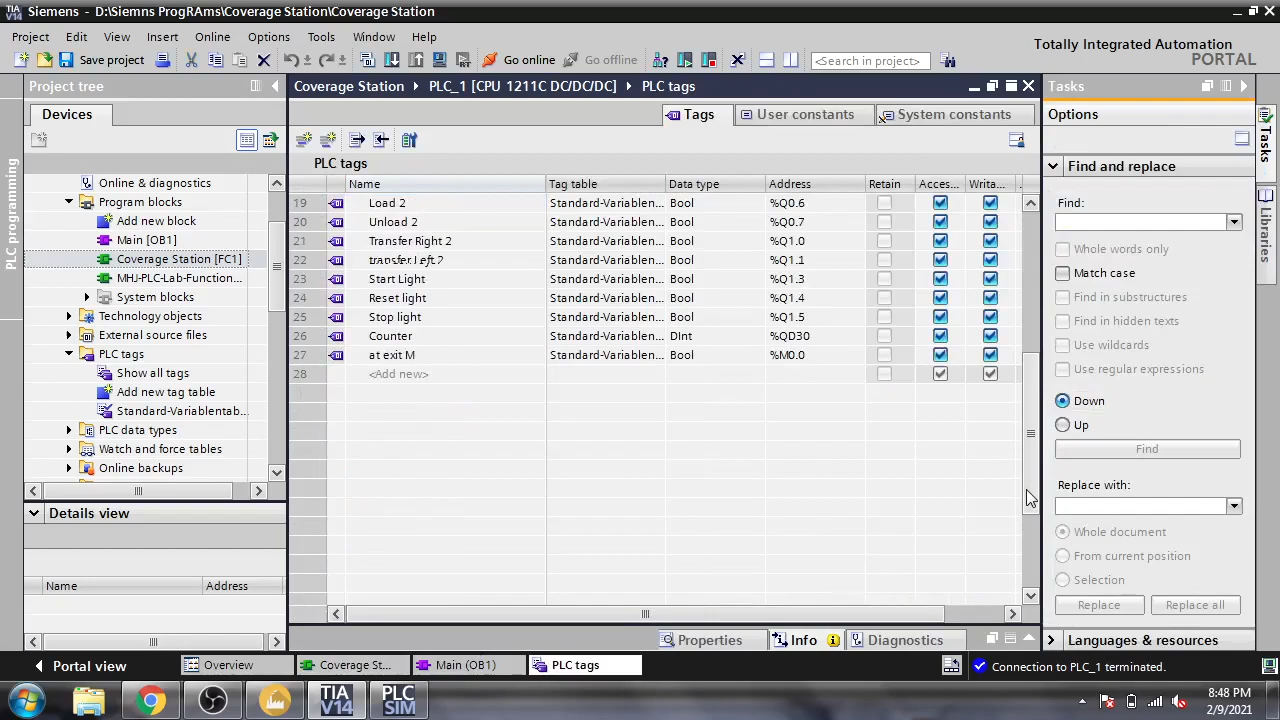 TIA V14 Siemens - D:\Siemns ProgRAms\Coverage Station\Coverage Station
Project Edit View Insert Online Options Tools Window Help
Totally Integrated Automation
PORTAL
Save project Go online Go offline <Search in project>
Project tree
Coverage Station PLC_1 [CPU 1211C DC/DC/DC] PLC tags
Tasks
Devices
Tags User constants System constants
Options
PLC tags
Find and replace
Name Tag table Data type Address Retain Acces... Writa...
19 Load 2 Standard-Variablen... Bool %Q0.6
20 Unload 2 Standard-Variablen... Bool %Q0.7
21 Transfer Right 2 Standard-Variablen... Bool %Q1.0
22 transfer Left 2 Standard-Variablen... Bool %Q1.1
23 Start Light Standard-Variablen... Bool %Q1.3
24 Reset light Standard-Variablen... Bool %Q1.4
25 Stop light Standard-Variablen... Bool %Q1.5
26 Counter Standard-Variablen... DInt %QD30
27 at exit M Standard-Variablen... Bool %M0.0
28 <Add new>
Online & diagnostics
Program blocks
Add new block
Main [OB1]
Coverage Station [FC1]
MHJ-PLC-Lab-Function...
System blocks
Technology objects
External source files
PLC tags
Show all tags
Add new tag table
Standard-Variablentab...
PLC data types
Watch and force tables
Online backups
Details view
Name Address
Find:
Whole words only
Match case
Find in substructures
Find in hidden texts
Use wildcards
Use regular expressions
Down
Up
Find
Replace with:
Whole document
From current position
Selection
Replace Replace all
Languages & resources
PLC programming
Tasks
Libraries
Properties Info Diagnostics
Portal view Overview Coverage St... Main (OB1) PLC tags Connection to PLC_1 terminated.
TIA V14
PLC SIM
8:48 PM
2/9/2021